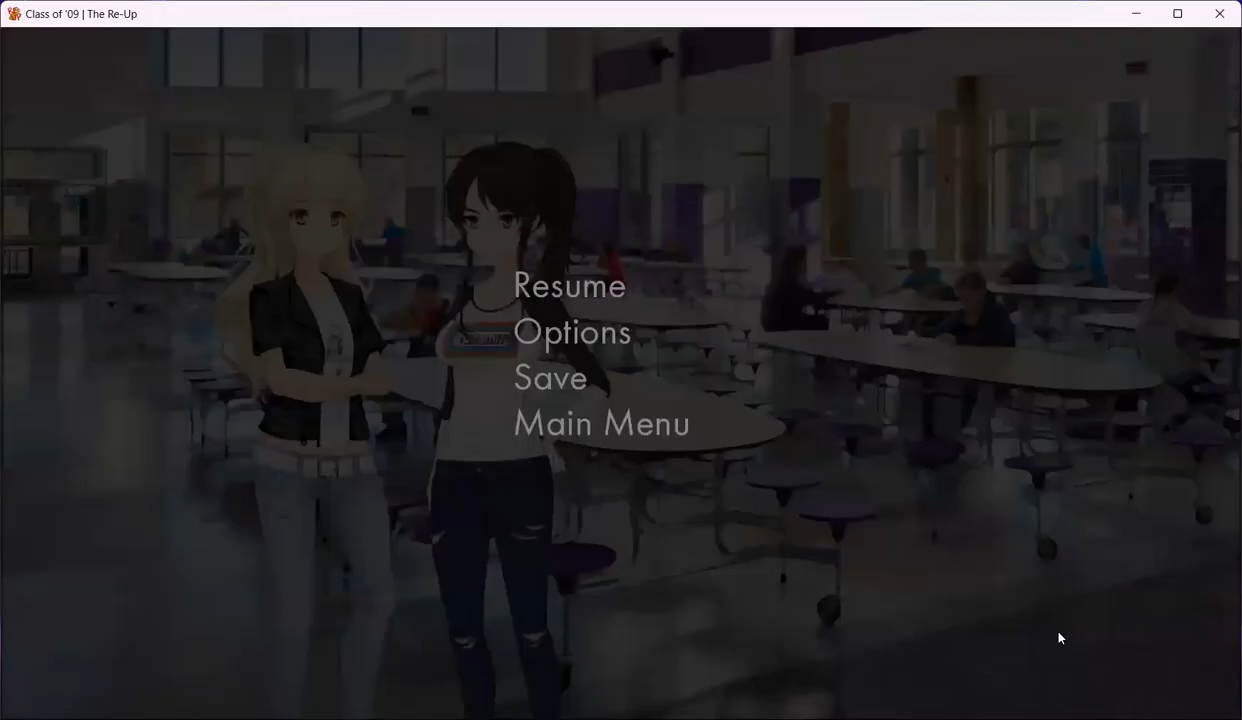 Class of '09 | The Re-Up
Resume
Options
Save
Main Menu